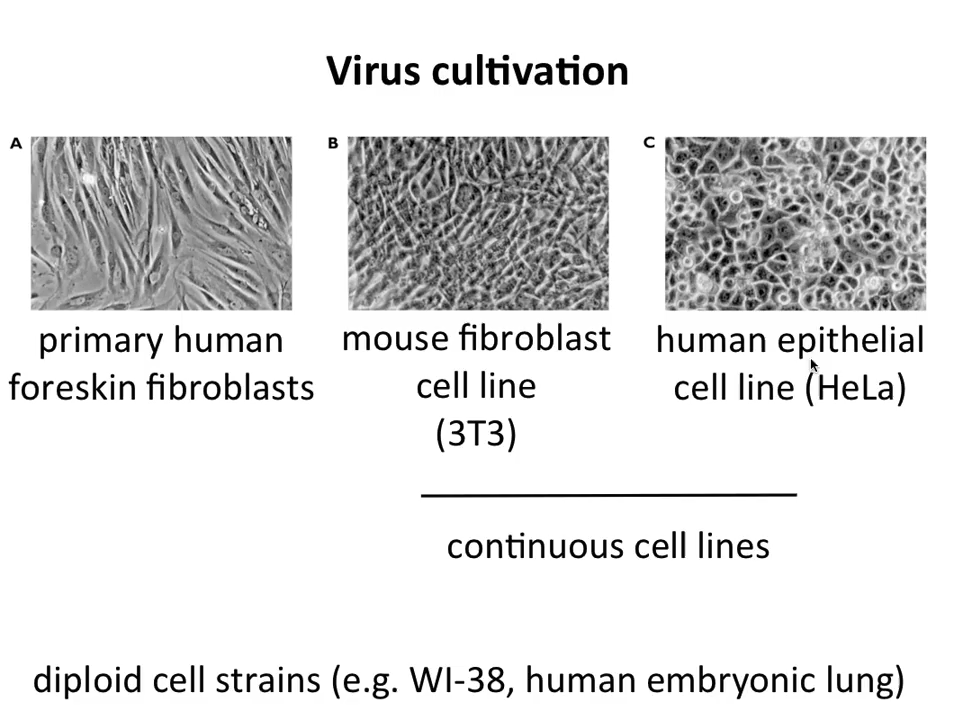 Virus cultivation
A
B
C
primary human
foreskin fibroblasts
mouse fibroblast
cell line
(3T3)
human epithelial
cell line (HeLa)
continuous cell lines
diploid cell strains (e.g. WI-38, human embryonic lung)